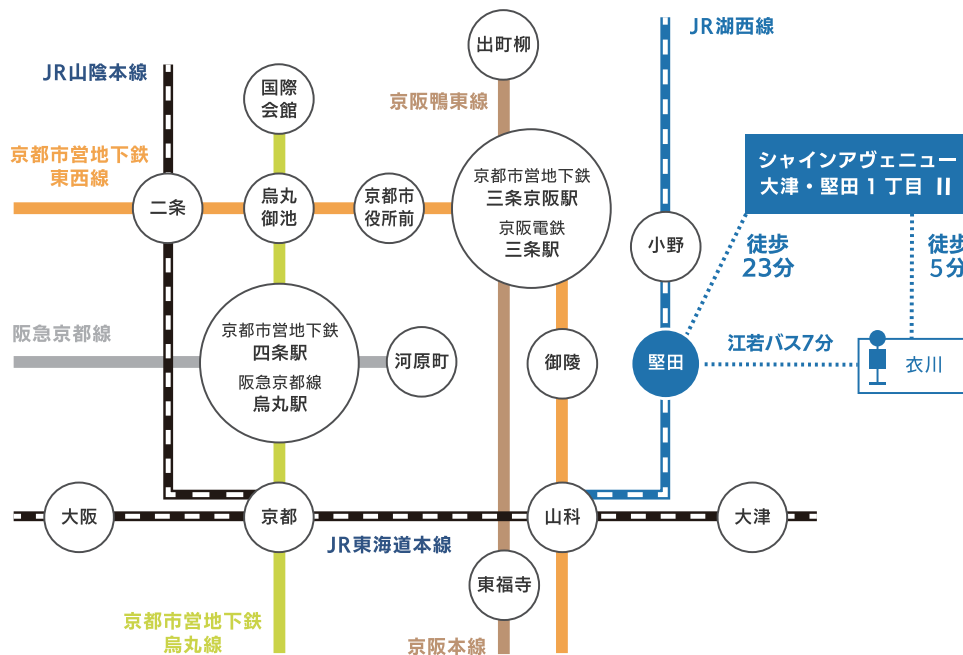 出町柳
JR湖西線
JR山陰本線
国際
会館
京阪鴨東線
京都市営地下鉄
東西線
シャインアヴェニュー
大津・堅田1丁目 II
二条
烏丸
御池
京都市
役所前
京都市営地下鉄
三条京阪駅
京阪電鉄
三条駅
小野
徒歩
23分
徒歩
5分
阪急京都線
京都市営地下鉄
四条駅
阪急京都線
烏丸駅
河原町
御陵
堅田
江若バス7分
衣川
大阪
京都
山科
大津
JR東海道本線
東福寺
京都市営地下鉄
烏丸線
京阪本線